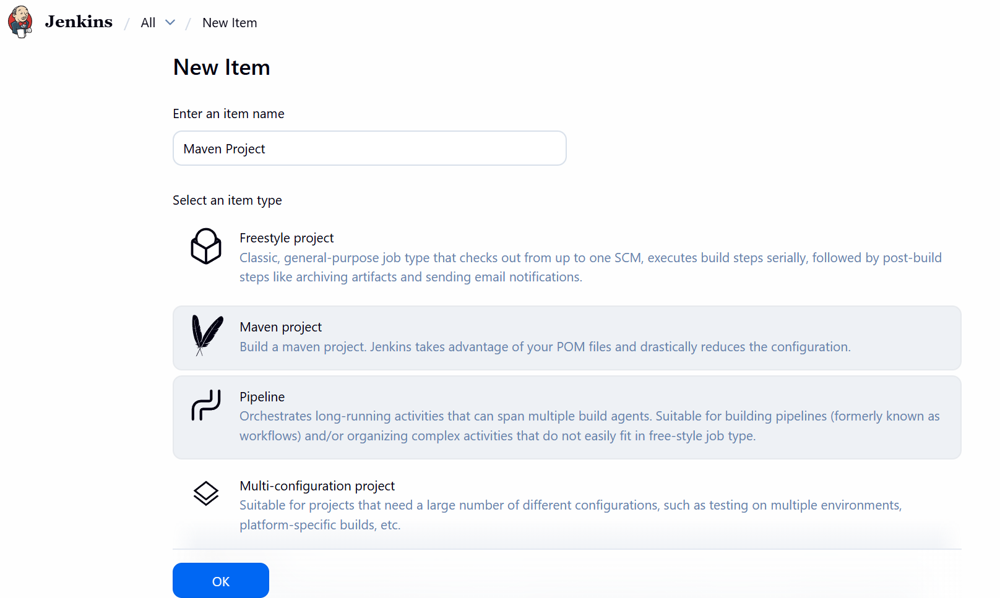 Jenkins / All / New Item
New Item
Enter an item name
Maven Project
Select an item type
Freestyle project
Classic, general-purpose job type that checks out from up to one SCM, executes build steps serially, followed by post-build
steps like archiving artifacts and sending email notifications.
Maven project
Build a maven project. Jenkins takes advantage of your POM files and drastically reduces the configuration.
Pipeline
Orchestrates long-running activities that can span multiple build agents. Suitable for building pipelines (formerly known as
workflows) and/or organizing complex activities that do not easily fit in free-style job type.
Multi-configuration project
Suitable for projects that need a large number of different configurations, such as testing on multiple environments,
platform-specific builds, etc.
OK